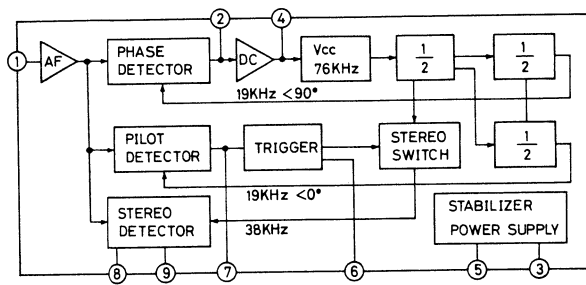 2 4
1 AF PHASE DETECTOR DC Vcc 76KHz 1/2 1/2
19KHz <90°
PILOT DETECTOR TRIGGER STEREO SWITCH 1/2
19KHz <0°
STEREO DETECTOR 38KHz STABILIZER POWER SUPPLY
8 9 7 6 5 3